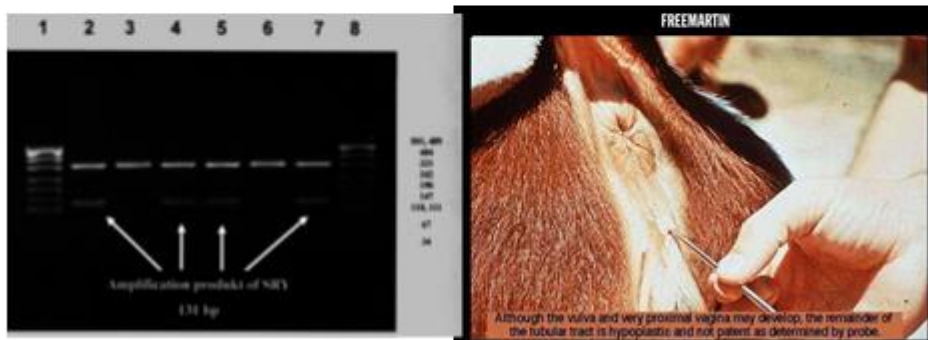 1 2 3 4 5 6 7 8
Amplification produkt of SRY
131 bp
FREEMARTIN
Although the vulva and very proximal vagina may develop, the remainder of
the tubular tract is hypoplastic and not patent as determined by probe.